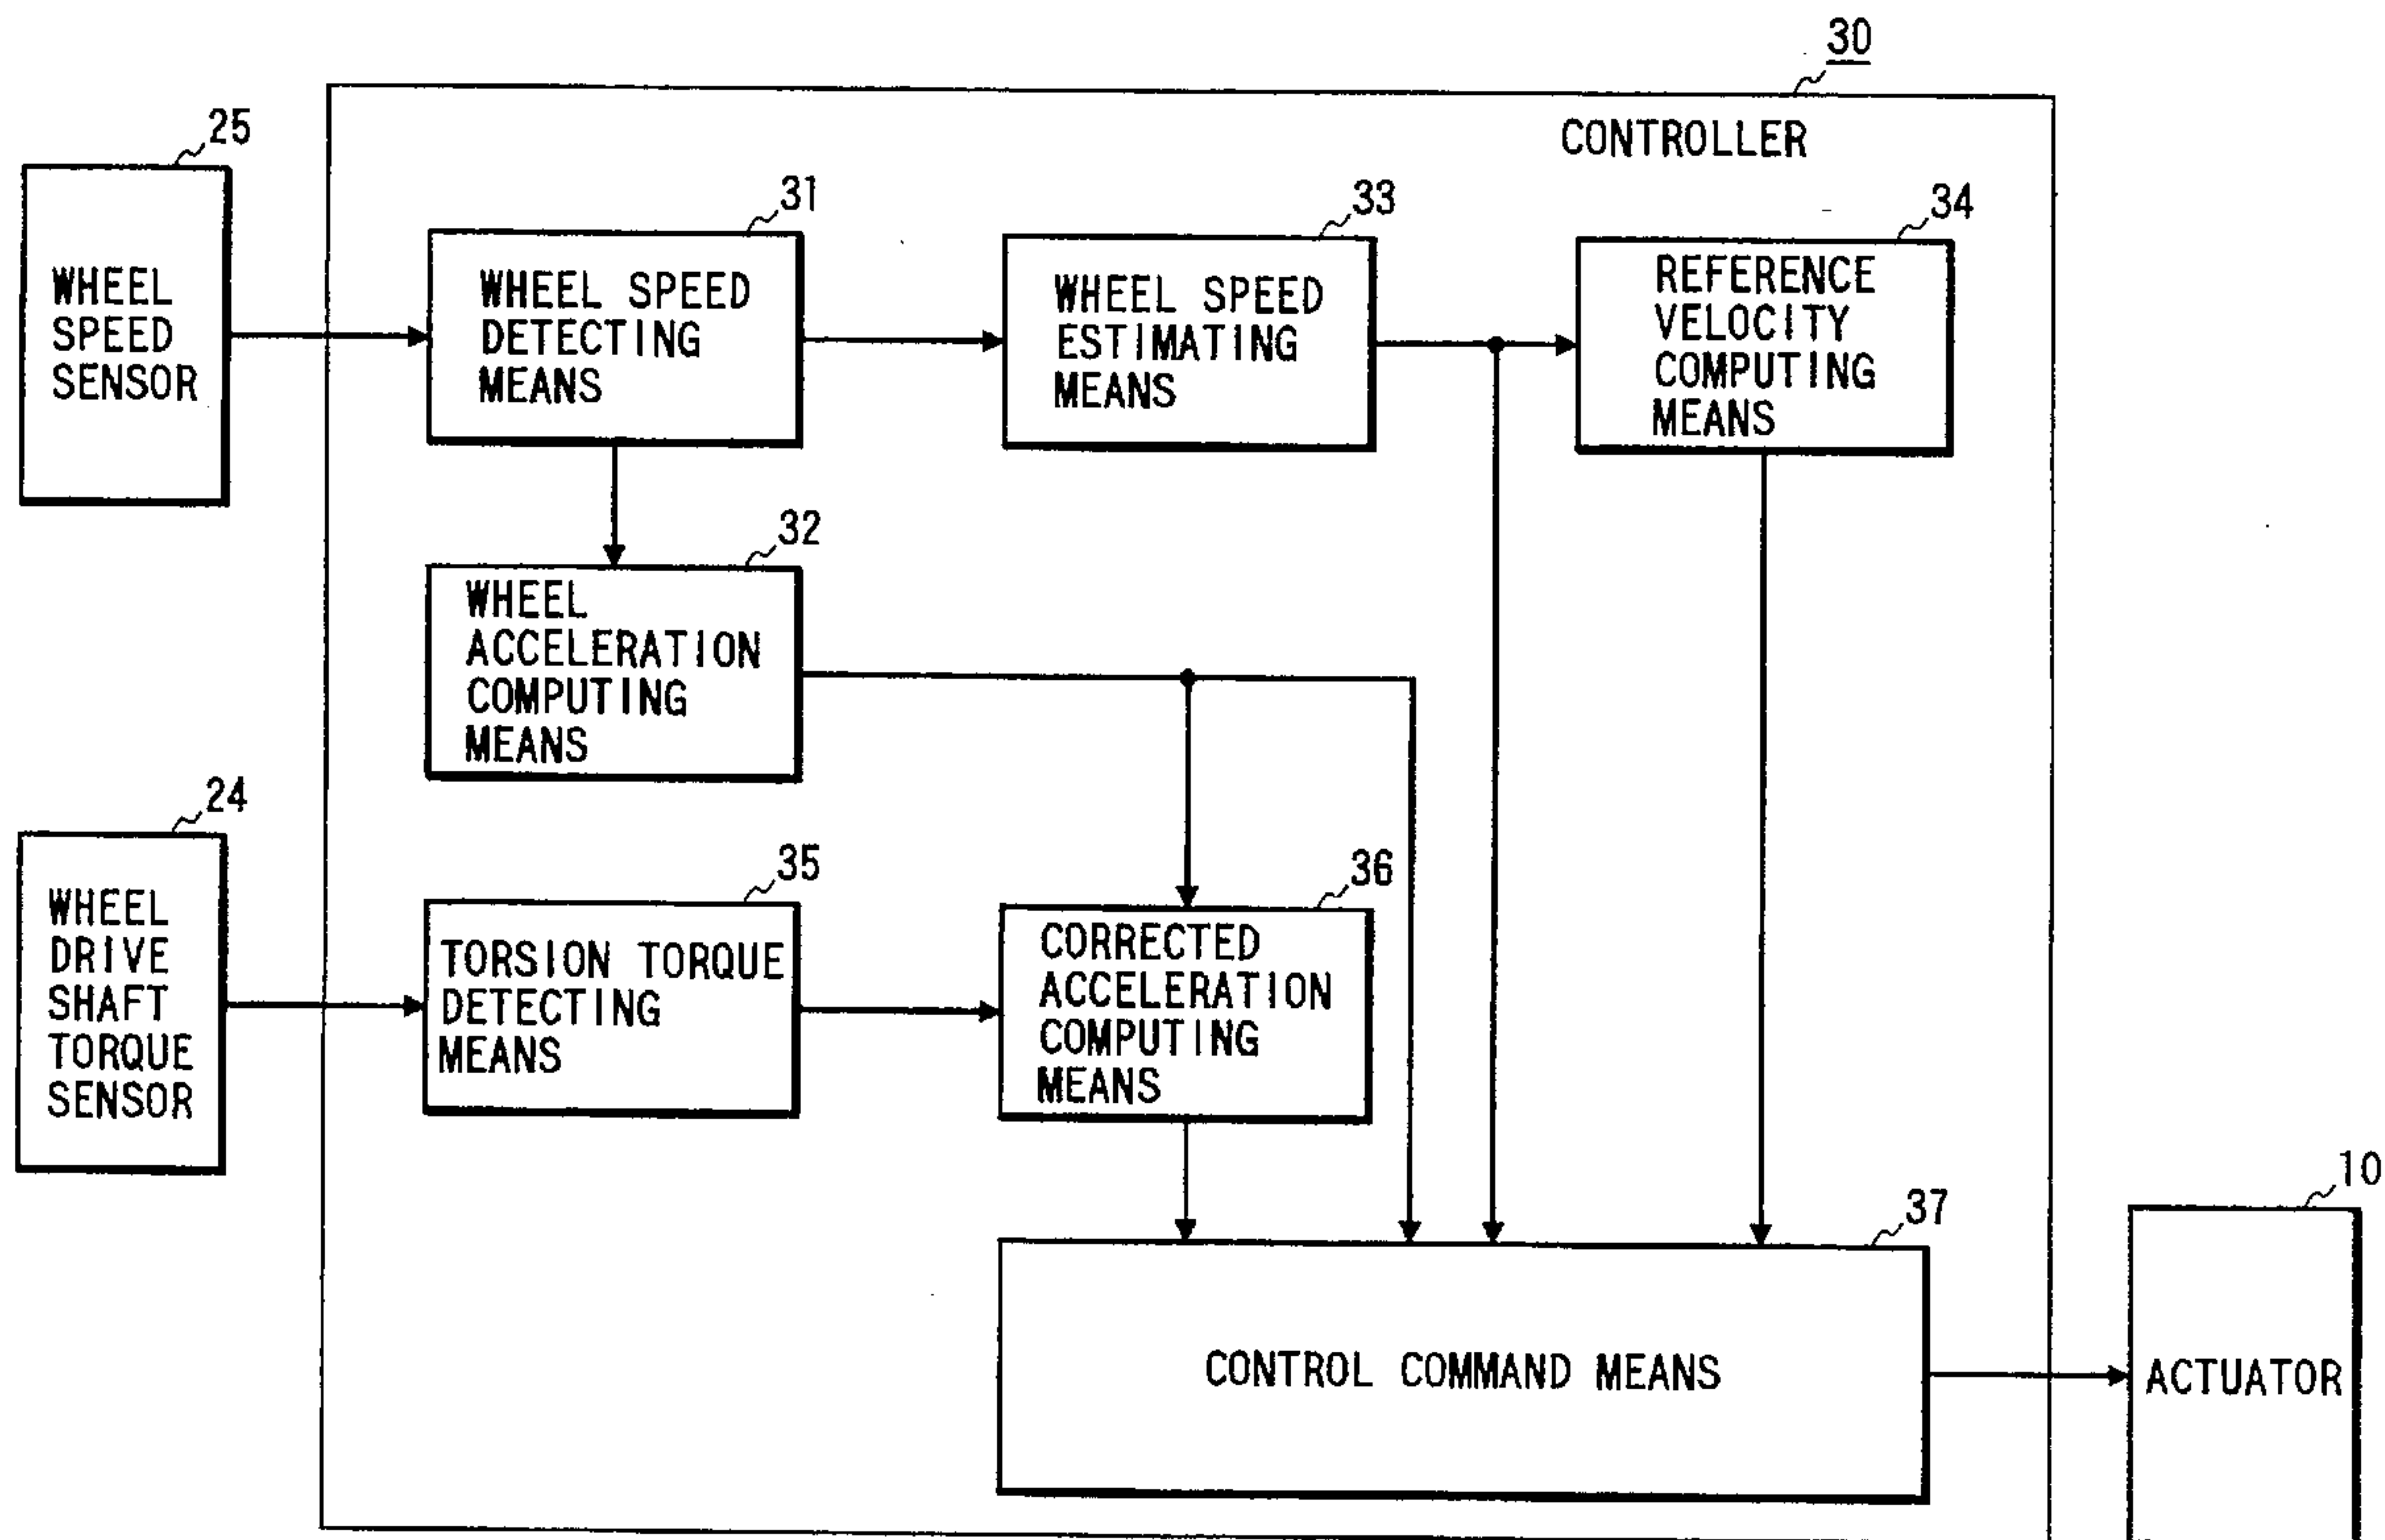 30
CONTROLLER
25
WHEEL
SPEED
SENSOR
31
WHEEL SPEED
DETECTING
MEANS
33
WHEEL SPEED
ESTIMATING
MEANS
34
REFERENCE
VELOCITY
COMPUTING
MEANS
32
WHEEL
ACCELERATION
COMPUTING
MEANS
24
WHEEL
DRIVE
SHAFT
TORQUE
SENSOR
35
TORSION TORQUE
DETECTING
MEANS
36
CORRECTED
ACCELERATION
COMPUTING
MEANS
37
CONTROL COMMAND MEANS
10
ACTUATOR